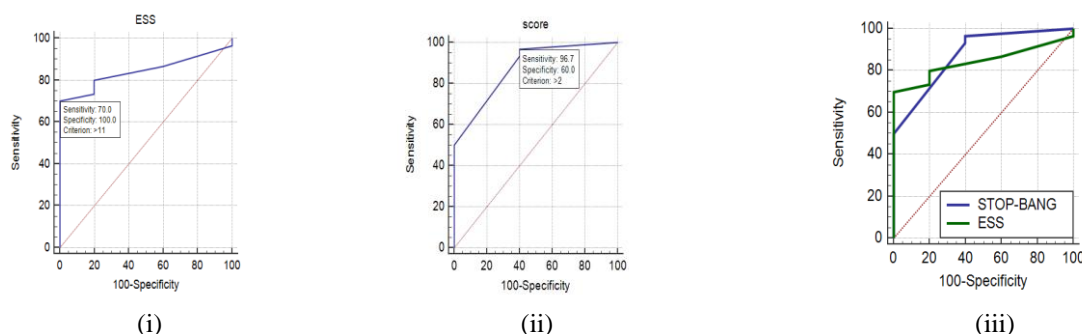 ESS
100
80
60
40
20
0
Sensitivity
Sensitivity: 70.0
Specificity: 100.0
Criterion: >11
0 20 40 60 80 100
100-Specificity
(i)
score
100
80
60
40
20
0
Sensitivity
Sensitivity: 96.7
Specificity: 60.0
Criterion: >2
0 20 40 60 80 100
100-Specificity
(ii)
100
80
60
40
20
0
Sensitivity
STOP-BANG
ESS
0 20 40 60 80 100
100-Specificity
(iii)